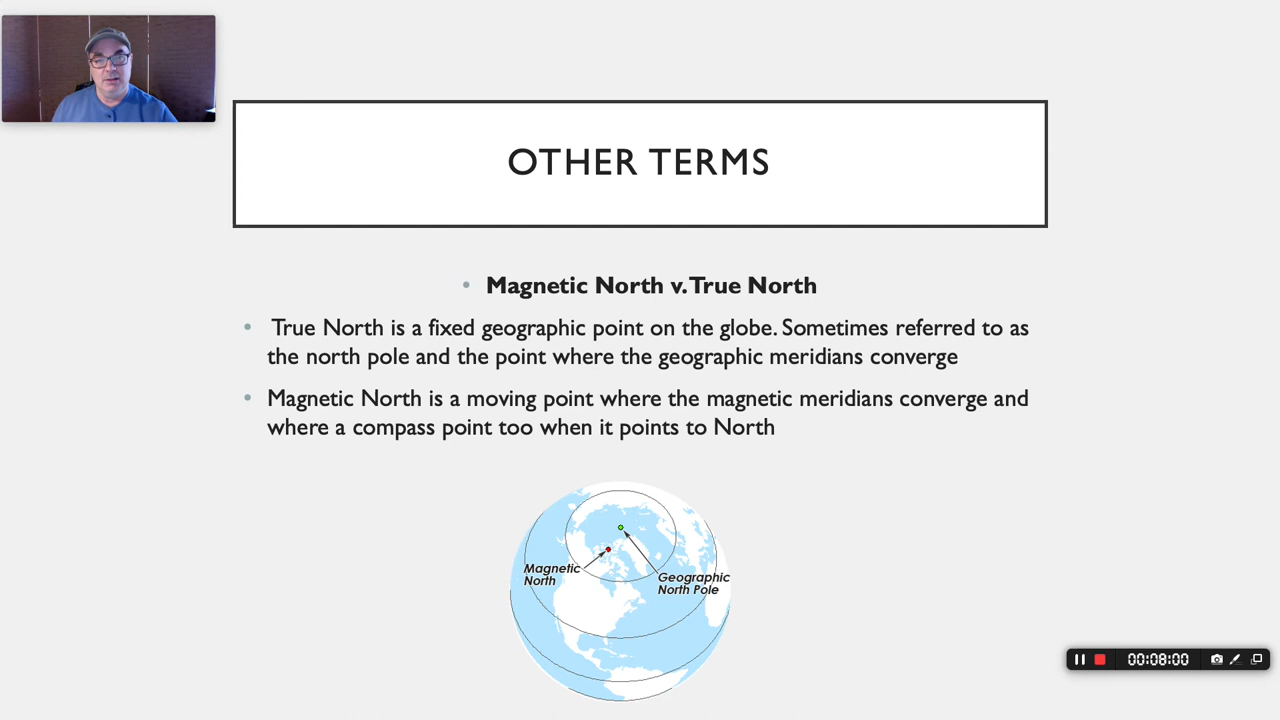 OTHER TERMS
• Magnetic North v. True North
• True North is a fixed geographic point on the globe. Sometimes referred to as
the north pole and the point where the geographic meridians converge
• Magnetic North is a moving point where the magnetic meridians converge and
where a compass point too when it points to North
Magnetic
North
Geographic
North Pole
00:08:00